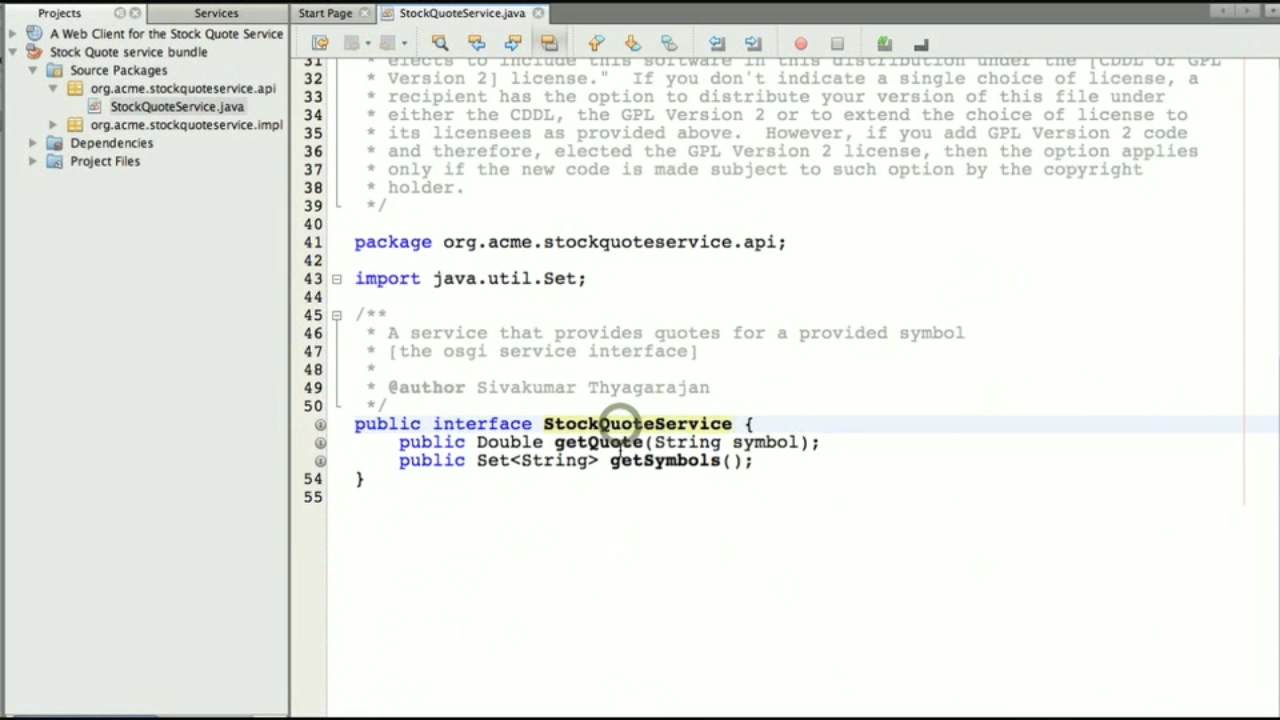 Projects
Services
Start Page
StockQuoteService.java
A Web Client for the Stock Quote Service
Stock Quote service bundle
Source Packages
org.acme.stockquoteservice.api
StockQuoteService.java
org.acme.stockquoteservice.impl
Dependencies
Project Files
31 * elects to include this software in this distribution under the [CDDL or GPL
32 * Version 2] license."  If you don't indicate a single choice of license, a
33 * recipient has the option to distribute your version of this file under
34 * either the CDDL, the GPL Version 2 or to extend the choice of license to
35 * its licensees as provided above.  However, if you add GPL Version 2 code
36 * and therefore, elected the GPL Version 2 license, then the option applies
37 * only if the new code is made subject to such option by the copyright
38 * holder.
39 */
40
41 package org.acme.stockquoteservice.api;
42
43 import java.util.Set;
44
45 /**
46 * A service that provides quotes for a provided symbol
47 * [the osgi service interface]
48 *
49 * @author Sivakumar Thyagarajan
50 */
public interface StockQuoteService {
public Double getQuote(String symbol);
public Set<String> getSymbols();
54 }
55